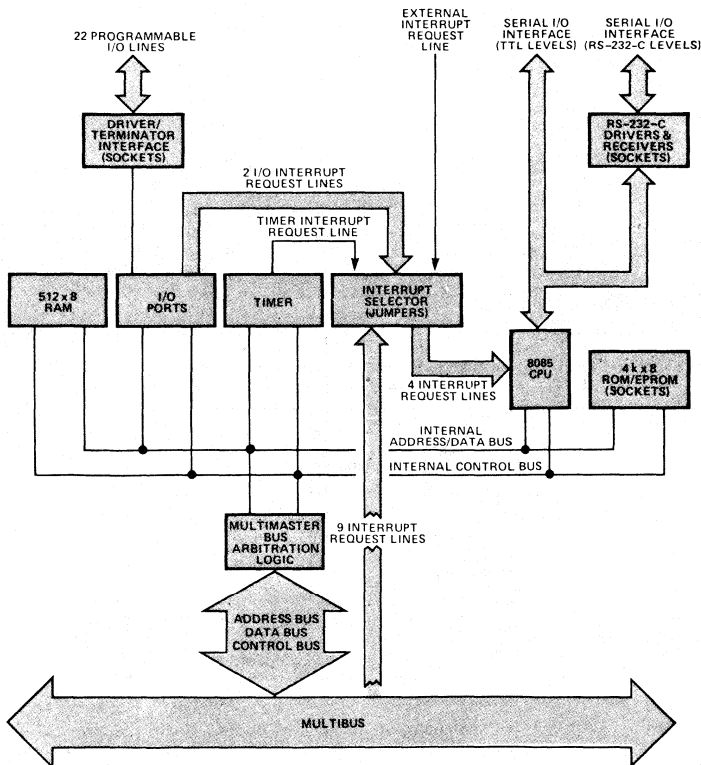 22 PROGRAMMABLE
I/O LINES
EXTERNAL
INTERRUPT
REQUEST
LINE
SERIAL I/O
INTERFACE
(TTL LEVELS)
SERIAL I/O
INTERFACE
(RS-232-C LEVELS)
DRIVER/
TERMINATOR
INTERFACE
(SOCKETS)
RS-232-C
DRIVERS &
RECEIVERS
(SOCKETS)
2 I/O INTERRUPT
REQUEST LINES
TIMER INTERRUPT
REQUEST LINE
512 x 8
RAM
I/O
PORTS
TIMER
INTERRUPT
SELECTOR
(JUMPERS)
8085
CPU
4 k x 8
ROM/EPROM
(SOCKETS)
4 INTERRUPT
REQUEST LINES
INTERNAL
ADDRESS/DATA BUS
INTERNAL CONTROL BUS
MULTIMASTER
BUS
ARBITRATION
LOGIC
9 INTERRUPT
REQUEST LINES
ADDRESS BUS
DATA BUS
CONTROL BUS
MULTIBUS